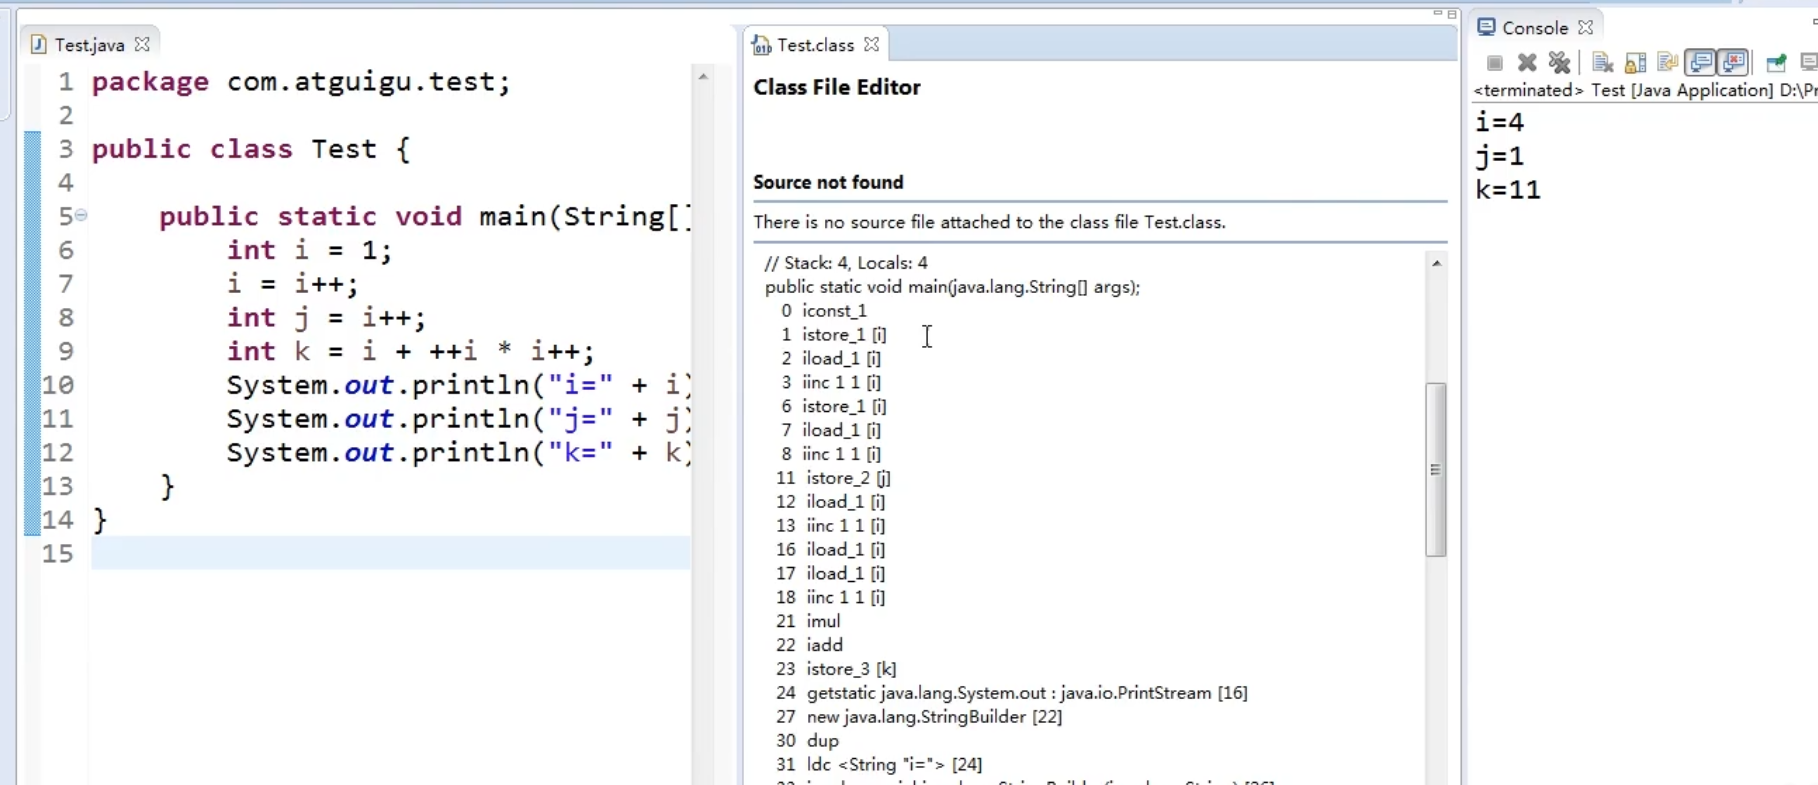 Test.java
1 package com.atguigu.test;
2
3 public class Test {
4
5 public static void main(String[]
6 int i = 1;
7 i = i++;
8 int j = i++;
9 int k = i + ++i * i++;
10 System.out.println("i=" + i)
11 System.out.println("j=" + j)
12 System.out.println("k=" + k)
13 }
14 }
15
Test.class
Class File Editor
Source not found
There is no source file attached to the class file Test.class.
// Stack: 4, Locals: 4
public static void main(java.lang.String[] args);
0 iconst_1
1 istore_1 [i]
2 iload_1 [i]
3 iinc 1 1 [i]
6 istore_1 [i]
7 iload_1 [i]
8 iinc 1 1 [i]
11 istore_2 [j]
12 iload_1 [i]
13 iinc 1 1 [i]
16 iload_1 [i]
17 iload_1 [i]
18 iinc 1 1 [i]
21 imul
22 iadd
23 istore_3 [k]
24 getstatic java.lang.System.out : java.io.PrintStream [16]
27 new java.lang.StringBuilder [22]
30 dup
31 ldc <String "i="> [24]
Console
<terminated> Test [Java Application] D:\Pr
i=4
j=1
k=11